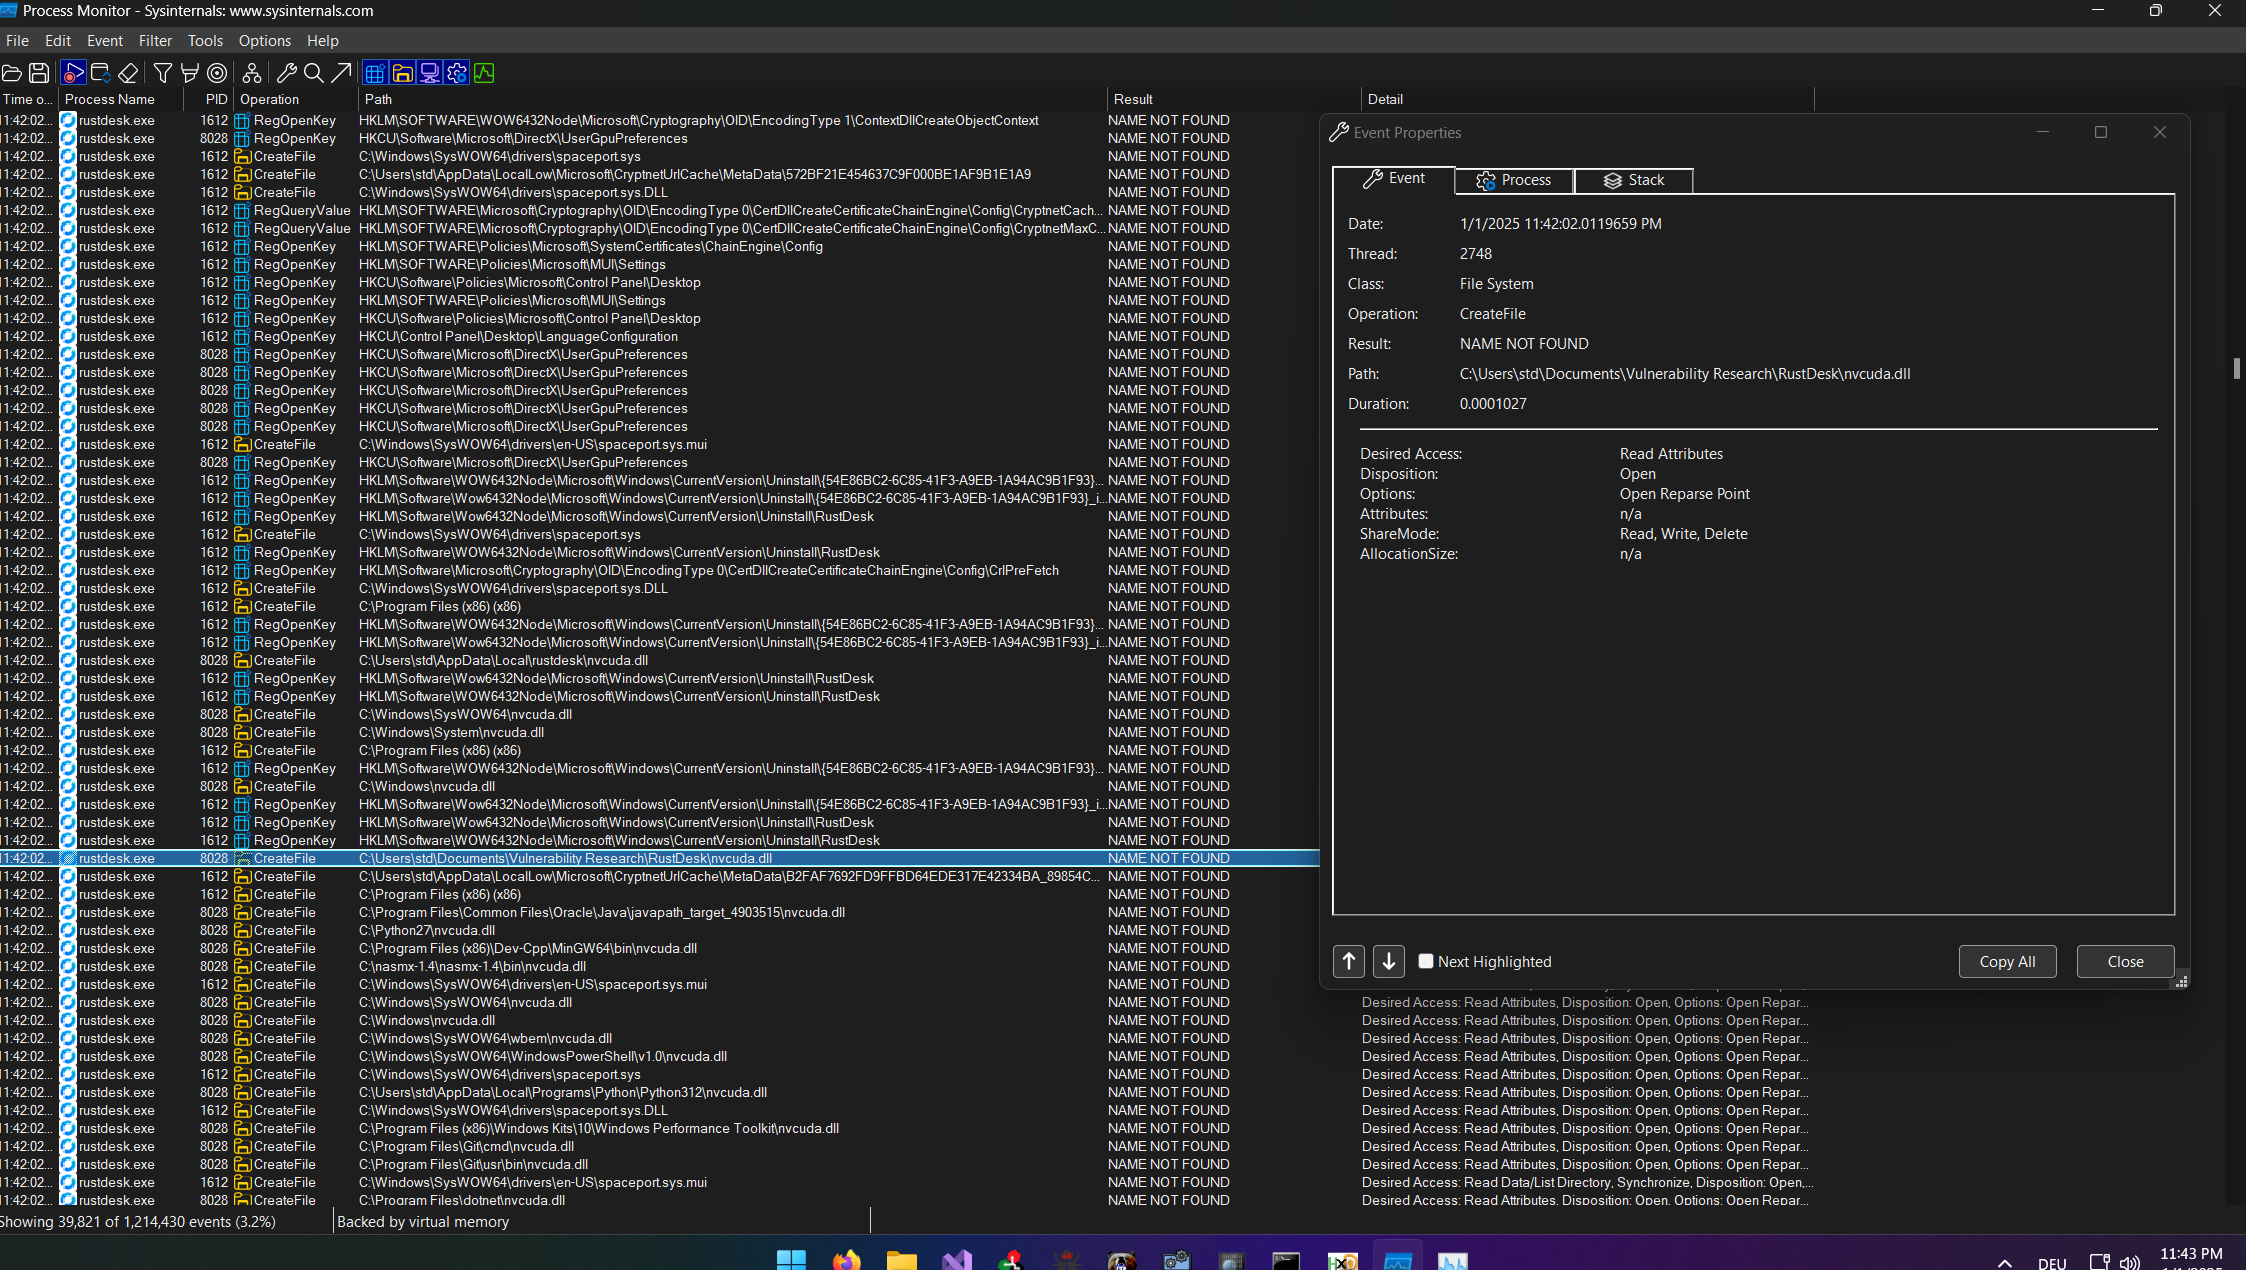 Process Monitor - Sysinternals: www.sysinternals.com
File Edit Event Filter Tools Options Help
Time o... Process Name PID Operation Path Result Detail
11:42:02... rustdesk.exe 1612 RegOpenKey HKLM\SOFTWARE\WOW6432Node\Microsoft\Cryptography\OID\EncodingType 1\ContextDllCreateObjectContext NAME NOT FOUND
11:42:02... rustdesk.exe 8028 RegOpenKey HKCU\Software\Microsoft\DirectX\UserGpuPreferences NAME NOT FOUND
11:42:02... rustdesk.exe 1612 CreateFile C:\Windows\SysWOW64\drivers\spaceport.sys NAME NOT FOUND
11:42:02... rustdesk.exe 1612 CreateFile C:\Users\std\AppData\LocalLow\Microsoft\CryptnetUrlCache\MetaData\572BF21E454637C9F000BE1AF9B1E1A9 NAME NOT FOUND
11:42:02... rustdesk.exe 1612 CreateFile C:\Windows\SysWOW64\drivers\spaceport.sys.DLL NAME NOT FOUND
11:42:02... rustdesk.exe 1612 RegQueryValue HKLM\SOFTWARE\Microsoft\Cryptography\OID\EncodingType 0\CertDllCreateCertificateChainEngine\Config\CryptnetCach... NAME NOT FOUND
11:42:02... rustdesk.exe 1612 RegQueryValue HKLM\SOFTWARE\Microsoft\Cryptography\OID\EncodingType 0\CertDllCreateCertificateChainEngine\Config\CryptnetMaxC... NAME NOT FOUND
11:42:02... rustdesk.exe 1612 RegOpenKey HKLM\SOFTWARE\Policies\Microsoft\SystemCertificates\ChainEngine\Config NAME NOT FOUND
11:42:02... rustdesk.exe 1612 RegOpenKey HKLM\SOFTWARE\Policies\Microsoft\MUI\Settings NAME NOT FOUND
11:42:02... rustdesk.exe 1612 RegOpenKey HKCU\Software\Policies\Microsoft\Control Panel\Desktop NAME NOT FOUND
11:42:02... rustdesk.exe 1612 RegOpenKey HKLM\SOFTWARE\Policies\Microsoft\MUI\Settings NAME NOT FOUND
11:42:02... rustdesk.exe 1612 RegOpenKey HKCU\Software\Policies\Microsoft\Control Panel\Desktop NAME NOT FOUND
11:42:02... rustdesk.exe 1612 RegOpenKey HKCU\Control Panel\Desktop\LanguageConfiguration NAME NOT FOUND
11:42:02... rustdesk.exe 8028 RegOpenKey HKCU\Software\Microsoft\DirectX\UserGpuPreferences NAME NOT FOUND
11:42:02... rustdesk.exe 8028 RegOpenKey HKCU\Software\Microsoft\DirectX\UserGpuPreferences NAME NOT FOUND
11:42:02... rustdesk.exe 8028 RegOpenKey HKCU\Software\Microsoft\DirectX\UserGpuPreferences NAME NOT FOUND
11:42:02... rustdesk.exe 8028 RegOpenKey HKCU\Software\Microsoft\DirectX\UserGpuPreferences NAME NOT FOUND
11:42:02... rustdesk.exe 8028 RegOpenKey HKCU\Software\Microsoft\DirectX\UserGpuPreferences NAME NOT FOUND
11:42:02... rustdesk.exe 1612 CreateFile C:\Windows\SysWOW64\drivers\en-US\spaceport.sys.mui NAME NOT FOUND
11:42:02... rustdesk.exe 8028 RegOpenKey HKCU\Software\Microsoft\DirectX\UserGpuPreferences NAME NOT FOUND
11:42:02... rustdesk.exe 1612 RegOpenKey HKLM\Software\WOW6432Node\Microsoft\Windows\CurrentVersion\Uninstall\{54E86BC2-6C85-41F3-A9EB-1A94AC9B1F93}... NAME NOT FOUND
11:42:02... rustdesk.exe 1612 RegOpenKey HKLM\Software\Wow6432Node\Microsoft\Windows\CurrentVersion\Uninstall\{54E86BC2-6C85-41F3-A9EB-1A94AC9B1F93}_i... NAME NOT FOUND
11:42:02... rustdesk.exe 1612 RegOpenKey HKLM\Software\Wow6432Node\Microsoft\Windows\CurrentVersion\Uninstall\RustDesk NAME NOT FOUND
11:42:02... rustdesk.exe 1612 CreateFile C:\Windows\SysWOW64\drivers\spaceport.sys NAME NOT FOUND
11:42:02... rustdesk.exe 1612 RegOpenKey HKLM\Software\WOW6432Node\Microsoft\Windows\CurrentVersion\Uninstall\RustDesk NAME NOT FOUND
11:42:02... rustdesk.exe 1612 RegOpenKey HKLM\Software\Microsoft\Cryptography\OID\EncodingType 0\CertDllCreateCertificateChainEngine\Config\CrlPreFetch NAME NOT FOUND
11:42:02... rustdesk.exe 1612 CreateFile C:\Windows\SysWOW64\drivers\spaceport.sys.DLL NAME NOT FOUND
11:42:02... rustdesk.exe 1612 CreateFile C:\Program Files (x86) (x86) NAME NOT FOUND
11:42:02... rustdesk.exe 1612 RegOpenKey HKLM\Software\Wow6432Node\Microsoft\Windows\CurrentVersion\Uninstall\{54E86BC2-6C85-41F3-A9EB-1A94AC9B1F93}... NAME NOT FOUND
11:42:02... rustdesk.exe 1612 RegOpenKey HKLM\Software\Wow6432Node\Microsoft\Windows\CurrentVersion\Uninstall\{54E86BC2-6C85-41F3-A9EB-1A94AC9B1F93}_i... NAME NOT FOUND
11:42:02... rustdesk.exe 8028 CreateFile C:\Users\std\AppData\Local\rustdesk\nvcuda.dll NAME NOT FOUND
11:42:02... rustdesk.exe 1612 RegOpenKey HKLM\Software\Wow6432Node\Microsoft\Windows\CurrentVersion\Uninstall\RustDesk NAME NOT FOUND
11:42:02... rustdesk.exe 1612 RegOpenKey HKLM\Software\WOW6432Node\Microsoft\Windows\CurrentVersion\Uninstall\RustDesk NAME NOT FOUND
11:42:02... rustdesk.exe 8028 CreateFile C:\Windows\SysWOW64\nvcuda.dll NAME NOT FOUND
11:42:02... rustdesk.exe 8028 CreateFile C:\Windows\System\nvcuda.dll NAME NOT FOUND
11:42:02... rustdesk.exe 1612 CreateFile C:\Program Files (x86) (x86) NAME NOT FOUND
11:42:02... rustdesk.exe 1612 RegOpenKey HKLM\Software\WOW6432Node\Microsoft\Windows\CurrentVersion\Uninstall\{54E86BC2-6C85-41F3-A9EB-1A94AC9B1F93}... NAME NOT FOUND
11:42:02... rustdesk.exe 8028 CreateFile C:\Windows\nvcuda.dll NAME NOT FOUND
11:42:02... rustdesk.exe 1612 RegOpenKey HKLM\Software\Wow6432Node\Microsoft\Windows\CurrentVersion\Uninstall\{54E86BC2-6C85-41F3-A9EB-1A94AC9B1F93}_i... NAME NOT FOUND
11:42:02... rustdesk.exe 1612 RegOpenKey HKLM\Software\Wow6432Node\Microsoft\Windows\CurrentVersion\Uninstall\RustDesk NAME NOT FOUND
11:42:02... rustdesk.exe 1612 RegOpenKey HKLM\Software\WOW6432Node\Microsoft\Windows\CurrentVersion\Uninstall\RustDesk NAME NOT FOUND
11:42:02... rustdesk.exe 8028 CreateFile C:\Users\std\Documents\Vulnerability Research\RustDesk\nvcuda.dll NAME NOT FOUND
11:42:02... rustdesk.exe 1612 CreateFile C:\Users\std\AppData\LocalLow\Microsoft\CryptnetUrlCache\MetaData\B2FAF7692FD9FFBD64EDE317E42334BA_89854C... NAME NOT FOUND
11:42:02... rustdesk.exe 1612 CreateFile C:\Program Files (x86) (x86) NAME NOT FOUND
11:42:02... rustdesk.exe 8028 CreateFile C:\Program Files\Common Files\Oracle\Java\javapath_target_4903515\nvcuda.dll NAME NOT FOUND
11:42:02... rustdesk.exe 8028 CreateFile C:\Python27\nvcuda.dll NAME NOT FOUND
11:42:02... rustdesk.exe 8028 CreateFile C:\Program Files (x86)\Dev-Cpp\MinGW64\bin\nvcuda.dll NAME NOT FOUND
11:42:02... rustdesk.exe 8028 CreateFile C:\nasmx-1.4\nasmx-1.4\bin\nvcuda.dll NAME NOT FOUND
11:42:02... rustdesk.exe 1612 CreateFile C:\Windows\SysWOW64\drivers\en-US\spaceport.sys.mui NAME NOT FOUND
11:42:02... rustdesk.exe 8028 CreateFile C:\Windows\SysWOW64\nvcuda.dll NAME NOT FOUND Desired Access: Read Attributes, Disposition: Open, Options: Open Repar...
11:42:02... rustdesk.exe 8028 CreateFile C:\Windows\nvcuda.dll NAME NOT FOUND Desired Access: Read Attributes, Disposition: Open, Options: Open Repar...
11:42:02... rustdesk.exe 8028 CreateFile C:\Windows\SysWOW64\wbem\nvcuda.dll NAME NOT FOUND Desired Access: Read Attributes, Disposition: Open, Options: Open Repar...
11:42:02... rustdesk.exe 8028 CreateFile C:\Windows\SysWOW64\WindowsPowerShell\v1.0\nvcuda.dll NAME NOT FOUND Desired Access: Read Attributes, Disposition: Open, Options: Open Repar...
11:42:02... rustdesk.exe 1612 CreateFile C:\Windows\SysWOW64\drivers\spaceport.sys NAME NOT FOUND Desired Access: Read Attributes, Disposition: Open, Options: Open Repar...
11:42:02... rustdesk.exe 8028 CreateFile C:\Users\std\AppData\Local\Programs\Python\Python312\nvcuda.dll NAME NOT FOUND Desired Access: Read Attributes, Disposition: Open, Options: Open Repar...
11:42:02... rustdesk.exe 1612 CreateFile C:\Windows\SysWOW64\drivers\spaceport.sys.DLL NAME NOT FOUND Desired Access: Read Attributes, Disposition: Open, Options: Open Repar...
11:42:02... rustdesk.exe 8028 CreateFile C:\Program Files (x86)\Windows Kits\10\Windows Performance Toolkit\nvcuda.dll NAME NOT FOUND Desired Access: Read Attributes, Disposition: Open, Options: Open Repar...
11:42:02... rustdesk.exe 8028 CreateFile C:\Program Files\Git\cmd\nvcuda.dll NAME NOT FOUND Desired Access: Read Attributes, Disposition: Open, Options: Open Repar...
11:42:02... rustdesk.exe 8028 CreateFile C:\Program Files\Git\usr\bin\nvcuda.dll NAME NOT FOUND Desired Access: Read Attributes, Disposition: Open, Options: Open Repar...
11:42:02... rustdesk.exe 1612 CreateFile C:\Windows\SysWOW64\drivers\en-US\spaceport.sys.mui NAME NOT FOUND Desired Access: Read Data/List Directory, Synchronize, Disposition: Open,...
11:42:02... rustdesk.exe 8028 CreateFile C:\Program Files\dotnet\nvcuda.dll NAME NOT FOUND Desired Access: Read Attributes, Disposition: Open, Options: Open Repar...
Showing 39,821 of 1,214,430 events (3.2%) Backed by virtual memory
Event Properties
Event Process Stack
Date: 1/1/2025 11:42:02.0119659 PM
Thread: 2748
Class: File System
Operation: CreateFile
Result: NAME NOT FOUND
Path: C:\Users\std\Documents\Vulnerability Research\RustDesk\nvcuda.dll
Duration: 0.0001027
Desired Access: Read Attributes
Disposition: Open
Options: Open Reparse Point
Attributes: n/a
ShareMode: Read, Write, Delete
AllocationSize: n/a
Next Highlighted Copy All Close
DEU 11:43 PM